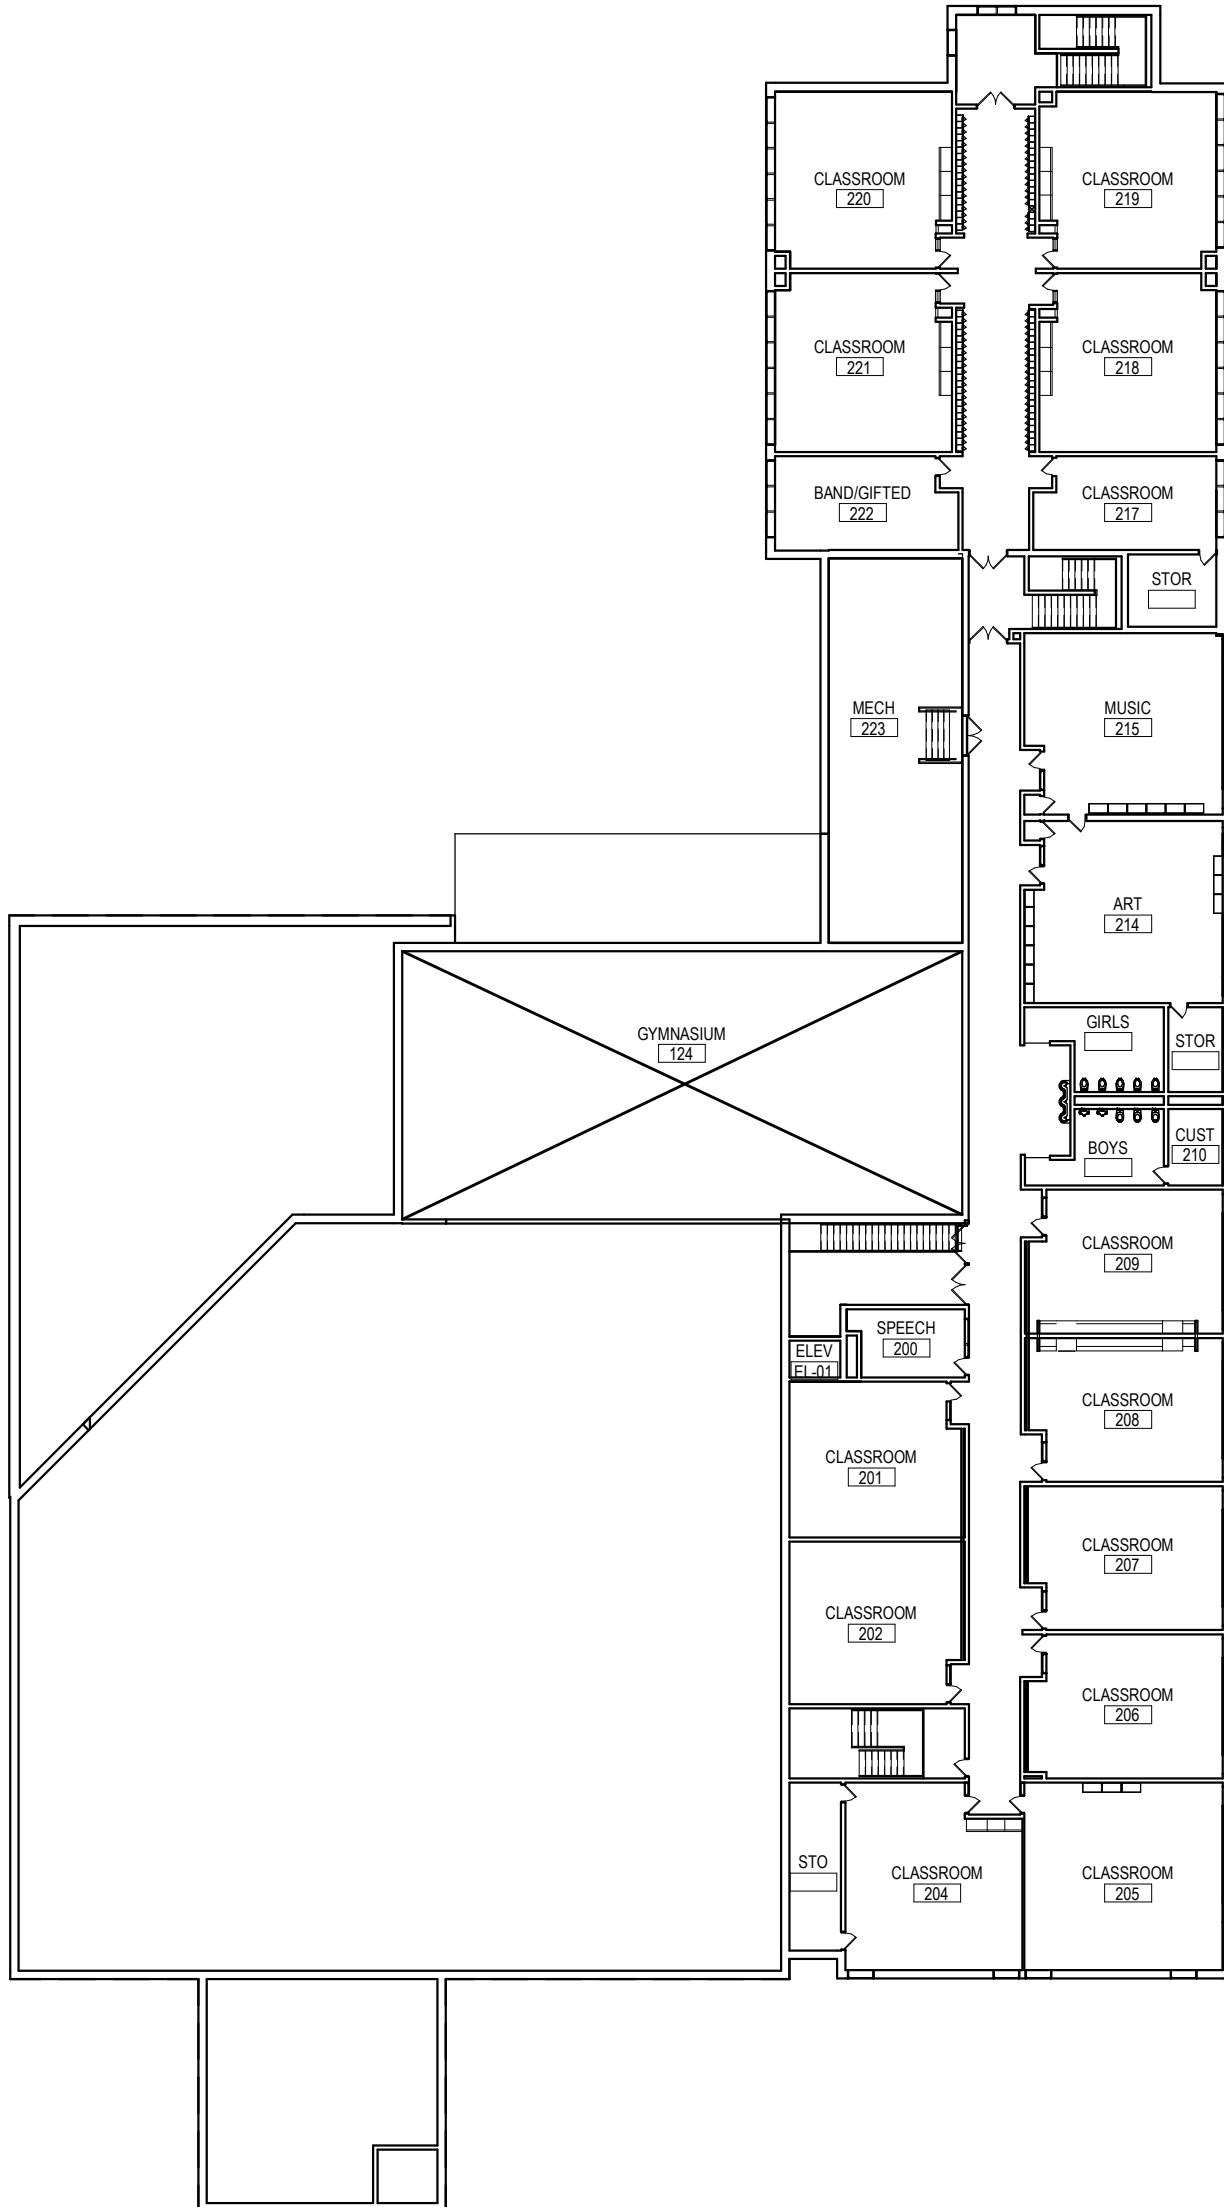 CLASSROOM
220
CLASSROOM
219
CLASSROOM
221
CLASSROOM
218
BAND/GIFTED
222
CLASSROOM
217
STOR
MECH
223
MUSIC
215
ART
214
GYMNASIUM
124
GIRLS
STOR
BOYS
CUST
210
CLASSROOM
209
SPEECH
200
ELEV
EL-01
CLASSROOM
208
CLASSROOM
201
CLASSROOM
207
CLASSROOM
202
CLASSROOM
206
STO
CLASSROOM
204
CLASSROOM
205